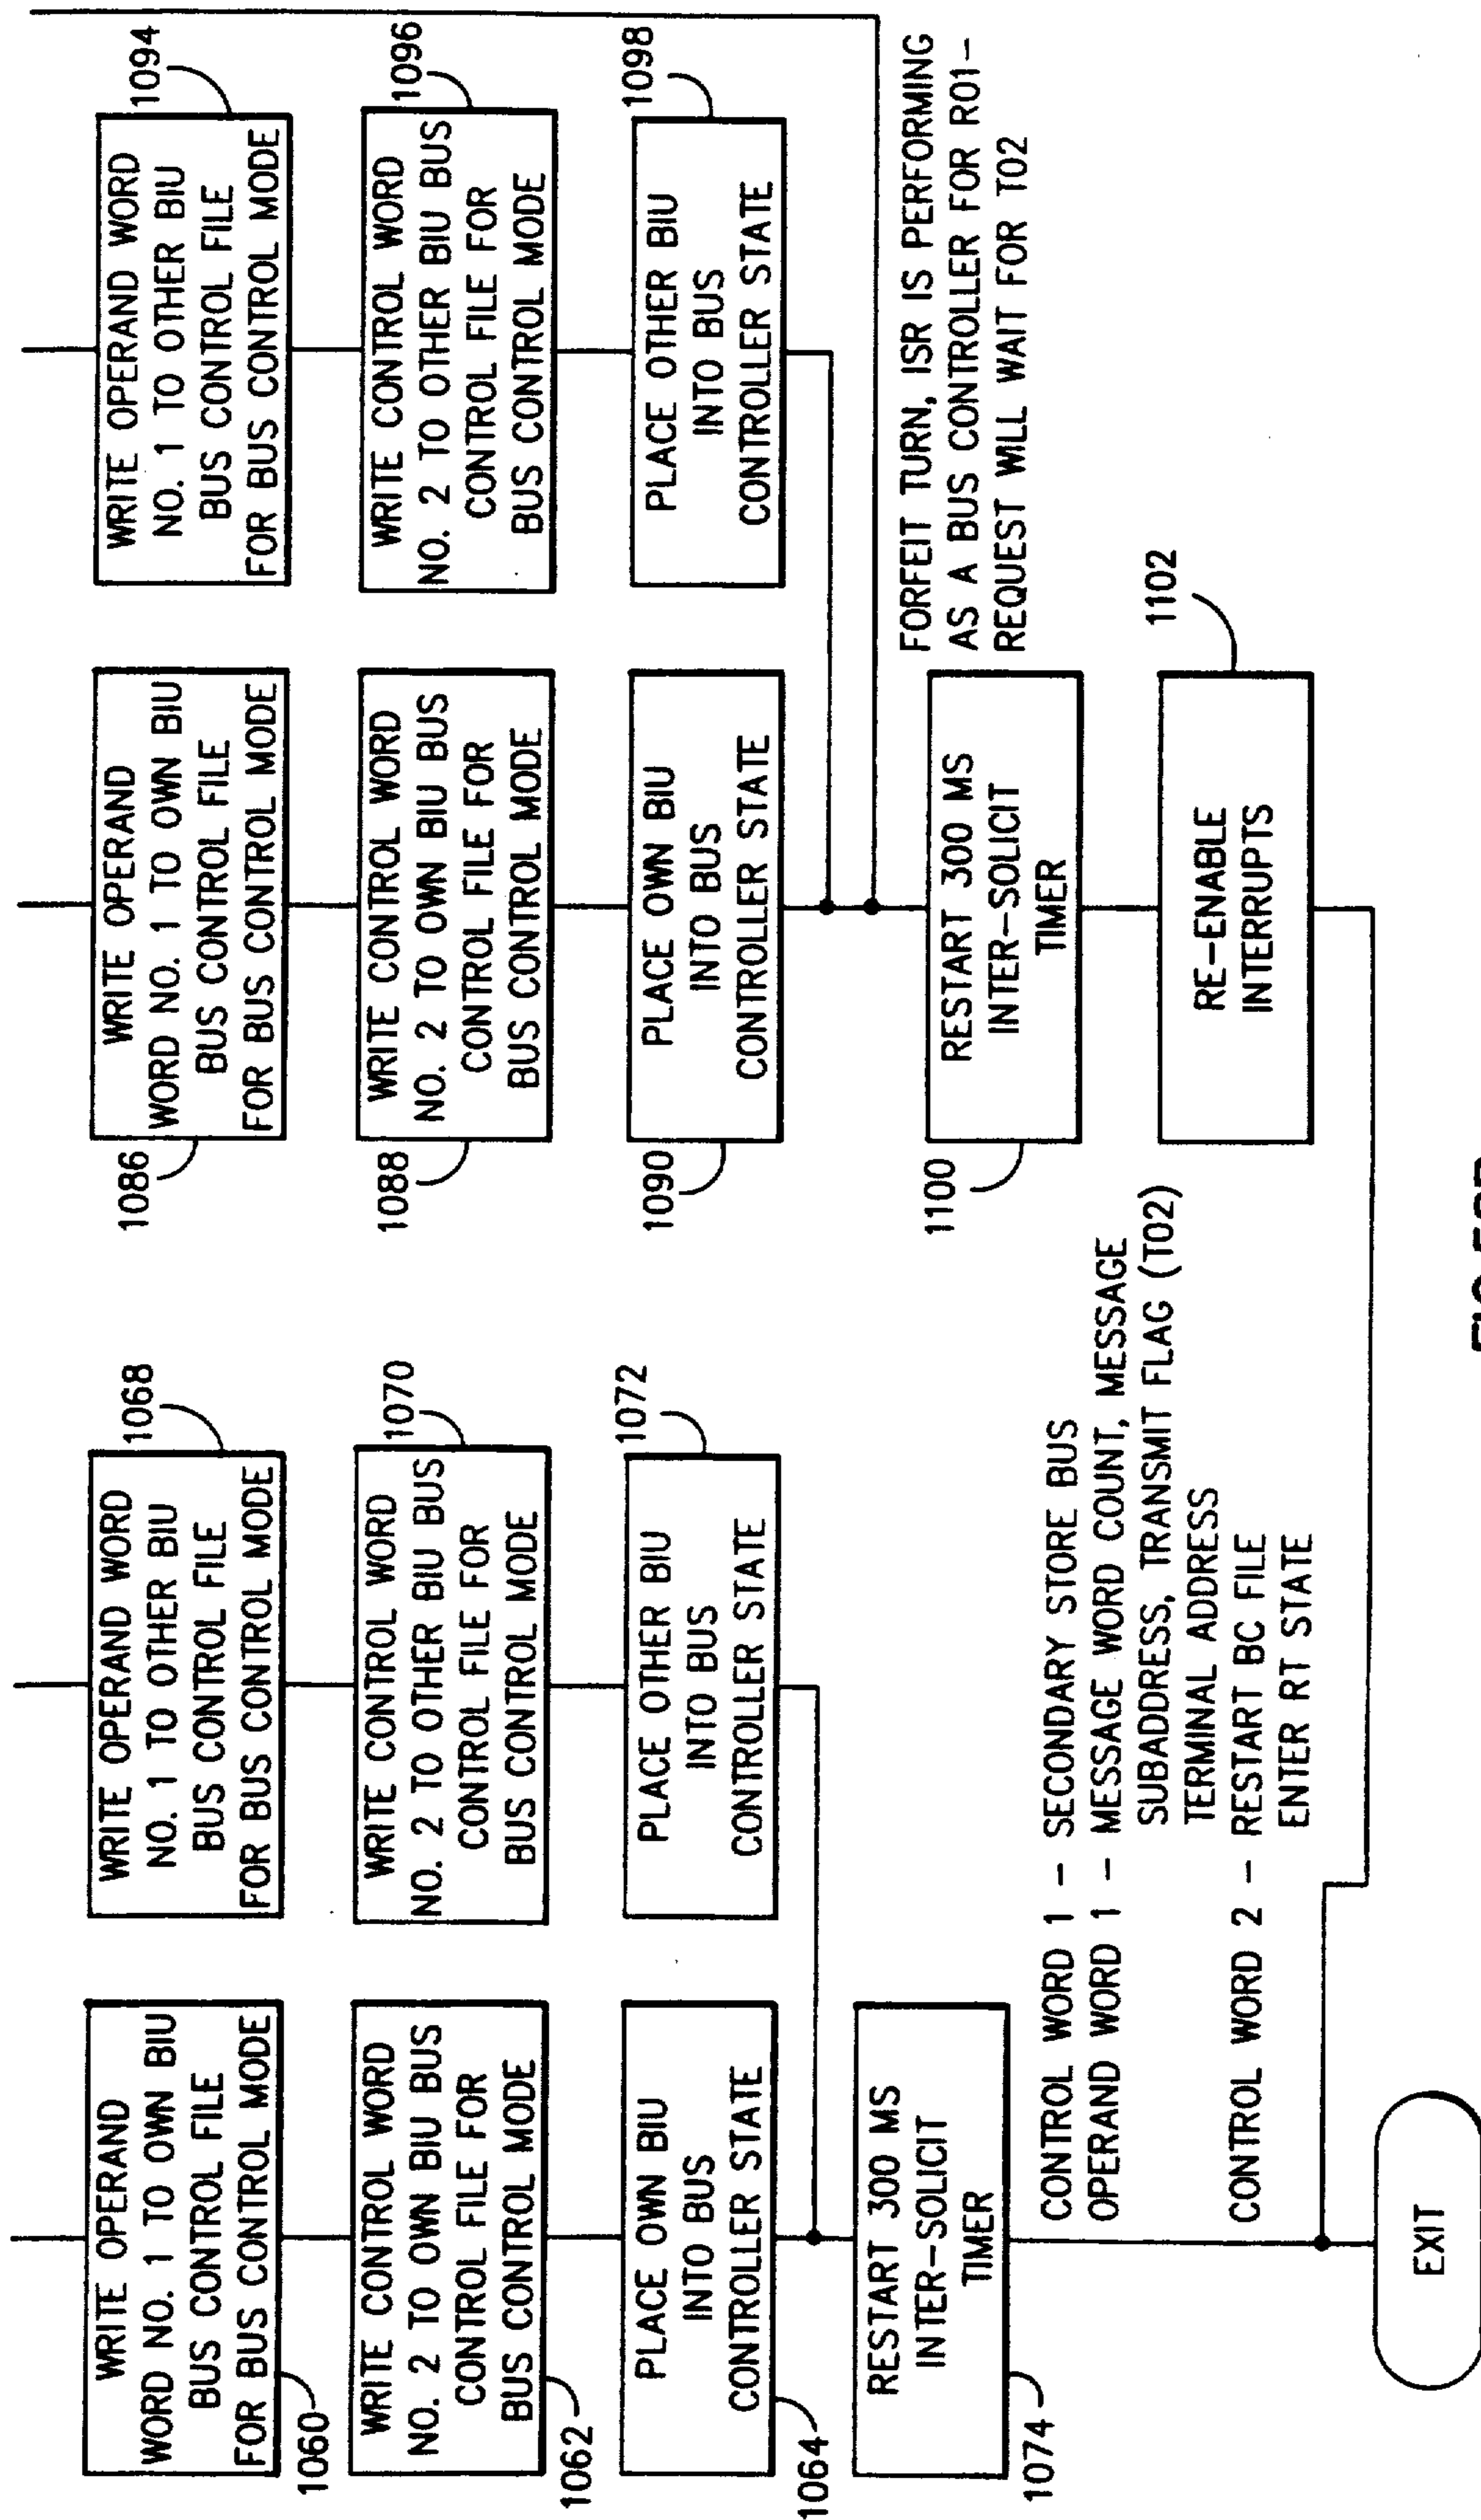 WRITE OPERAND
WORD NO. 1 TO OWN BIU
BUS CONTROL FILE
FOR BUS CONTROL MODE
1060
WRITE CONTROL WORD
NO. 2 TO OWN BIU BUS
CONTROL FILE FOR
BUS CONTROL MODE
1062
PLACE OWN BIU
INTO BUS
CONTROLLER STATE
1064
RESTART 300 MS
INTER-SOLICIT
TIMER
1074
WRITE OPERAND WORD
NO. 1 TO OTHER BIU
BUS CONTROL FILE
FOR BUS CONTROL MODE
1068
WRITE CONTROL WORD
NO. 2 TO OTHER BIU BUS
CONTROL FILE FOR
BUS CONTROL MODE
1070
PLACE OTHER BIU
INTO BUS
CONTROLLER STATE
1072
CONTROL WORD 1 - SECONDARY STORE BUS
OPERAND WORD 1 - MESSAGE WORD COUNT, MESSAGE
SUBADDRESS, TRANSMIT FLAG (T02)
TERMINAL ADDRESS
CONTROL WORD 2 - RESTART BC FILE
ENTER RT STATE
EXIT
WRITE OPERAND
WORD NO. 1 TO OWN BIU
BUS CONTROL FILE
FOR BUS CONTROL MODE
1086
WRITE CONTROL WORD
NO. 2 TO OWN BIU BUS
CONTROL FILE FOR
BUS CONTROL MODE
1088
PLACE OWN BIU
INTO BUS
CONTROLLER STATE
1090
RESTART 300 MS
INTER-SOLICIT
TIMER
1100
RE-ENABLE
INTERRUPTS
1102
WRITE OPERAND WORD
NO. 1 TO OTHER BIU
BUS CONTROL FILE
FOR BUS CONTROL MODE
1094
WRITE CONTROL WORD
NO. 2 TO OTHER BIU BUS
CONTROL FILE FOR
BUS CONTROL MODE
1096
PLACE OTHER BIU
INTO BUS
CONTROLLER STATE
1098
FORFEIT TURN, ISR IS PERFORMING
AS A BUS CONTROLLER FOR R01-
REQUEST WILL WAIT FOR T02